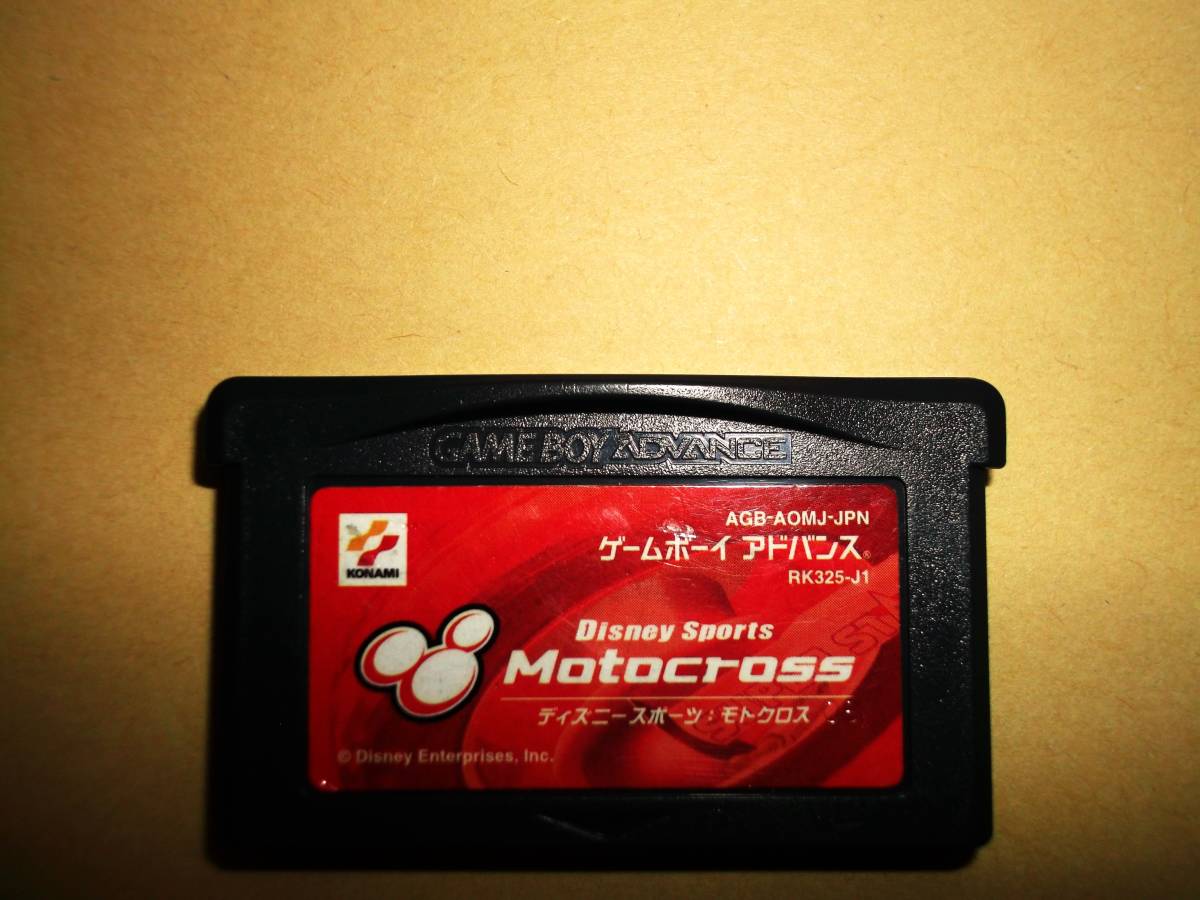 GAME BOY ADVANCE
KONAMI
AGB-AOMJ-JPN
ゲームボーイ アドバンス®
RK325-J1
Disney Sports
Motocross
ディズニースポーツ:モトクロス
© Disney Enterprises, Inc.